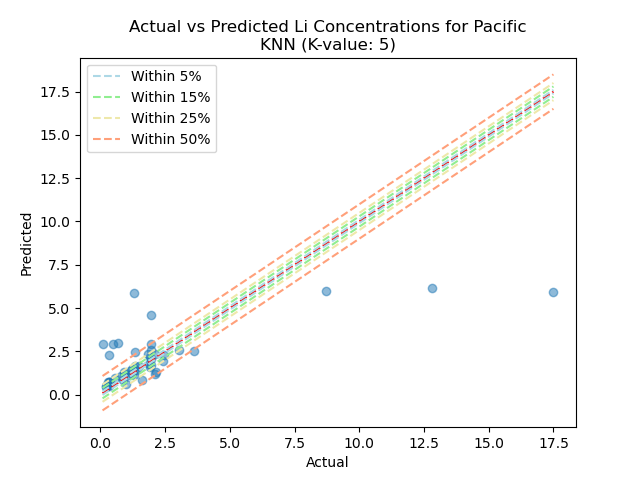 Actual vs Predicted Li Concentrations for Pacific
KNN (K-value: 5)
Within 5%
Within 15%
Within 25%
Within 50%
17.5
15.0
12.5
10.0
7.5
5.0
2.5
0.0
Predicted
0.0 2.5 5.0 7.5 10.0 12.5 15.0 17.5
Actual